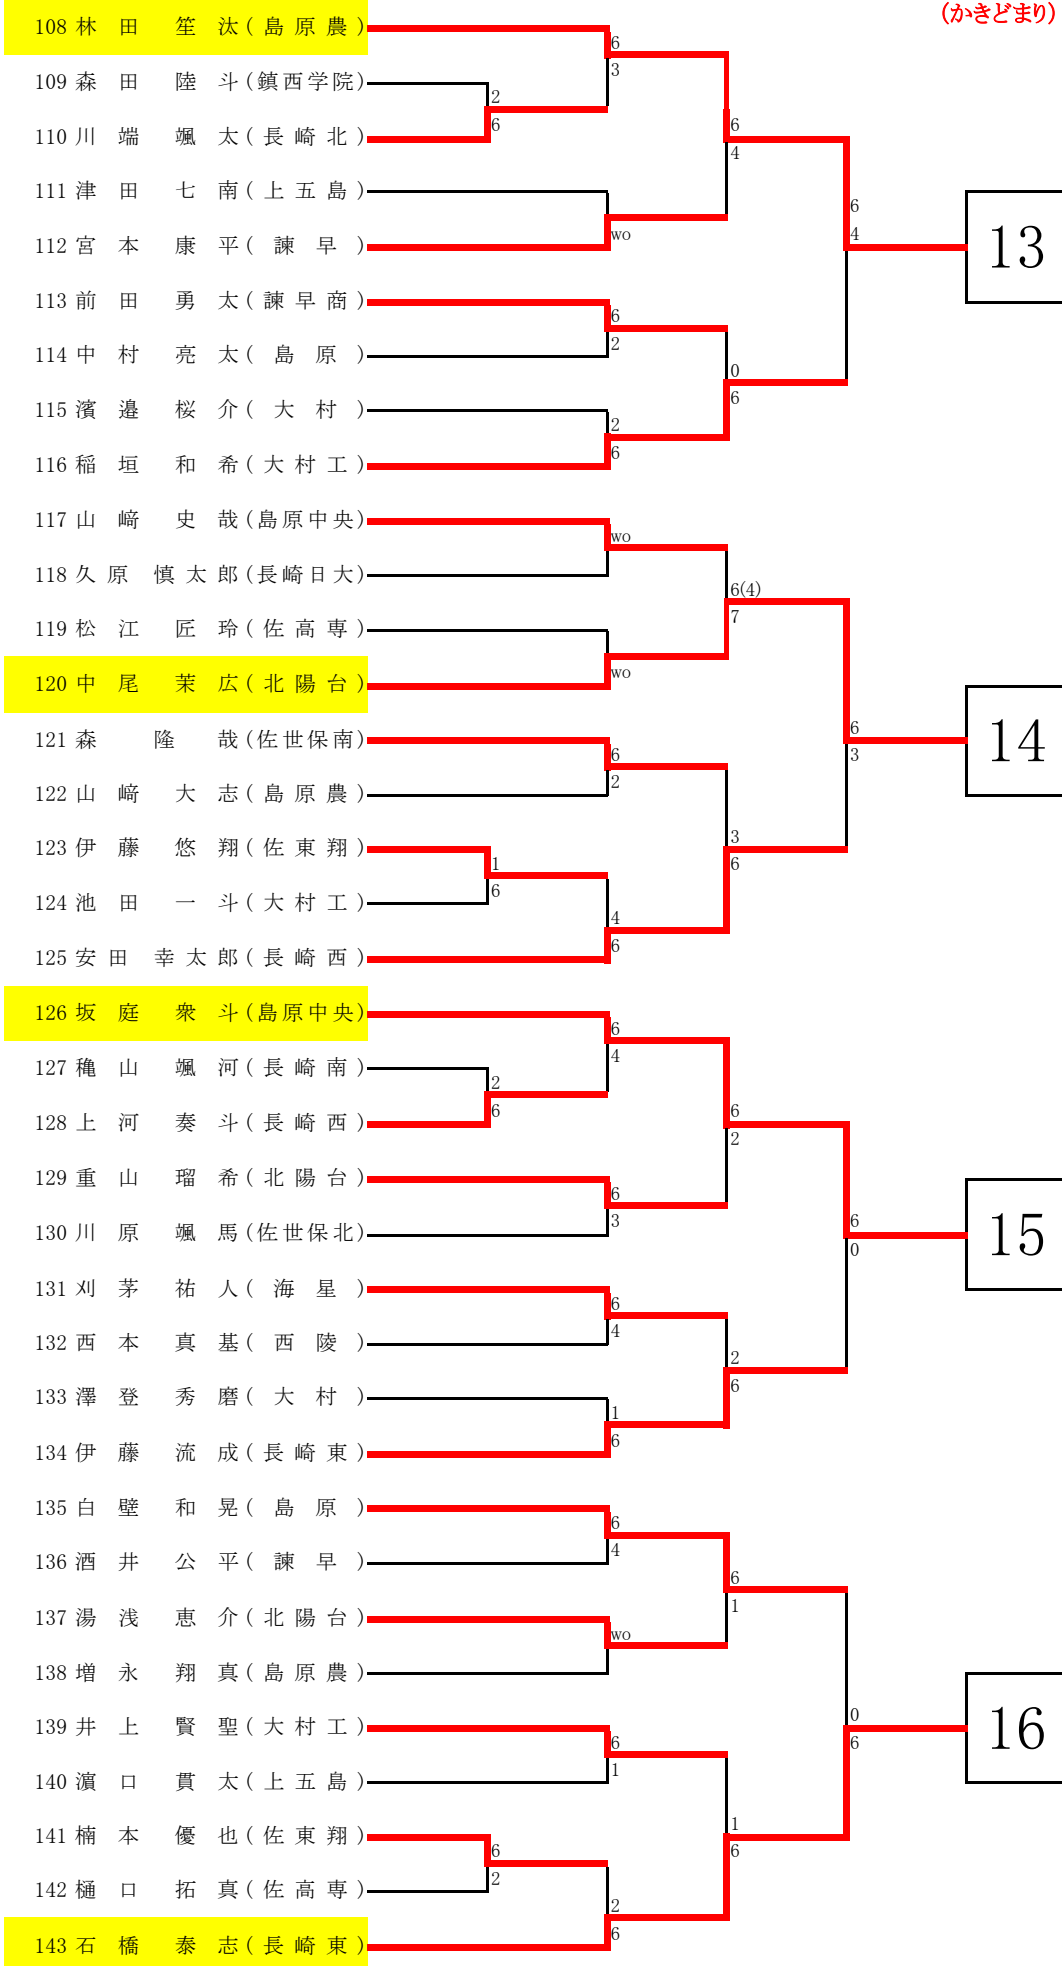 (かきどまり)
108 林田 笙汰(島原農)
6
3
109 森田 陸斗(鎮西学院)
2
6
110 川端 颯太(長崎北)
6
4
111 津田 七南(上五島)
6
4
13
112 宮本 康平(諫早)
wo
113 前田 勇太(諫早商)
6
2
114 中村 亮太(島原)
0
6
115 濱邉 桜介(大村)
2
6
116 稲垣 和希(大村工)
117 山﨑 史哉(島原中央)
wo
118 久原 慎太郎(長崎日大)
6(4)
7
119 松江 匠玲(佐高専)
wo
120 中尾 茉広(北陽台)
6
3
14
121 森 隆哉(佐世保南)
6
2
122 山﨑 大志(島原農)
3
6
123 伊藤 悠翔(佐東翔)
1
6
124 池田 一斗(大村工)
4
6
125 安田 幸太郎(長崎西)
126 坂庭 衆斗(島原中央)
6
4
127 穐山 颯河(長崎南)
2
6
128 上河 奏斗(長崎西)
6
2
129 重山 瑠希(北陽台)
6
3
130 川原 颯馬(佐世保北)
6
0
15
131 刈茅 祐人(海星)
6
4
132 西本 真基(西陵)
2
6
133 澤登 秀磨(大村)
1
6
134 伊藤 流成(長崎東)
135 白壁 和晃(島原)
6
4
136 酒井 公平(諫早)
6
1
137 湯浅 恵介(北陽台)
wo
138 増永 翔真(島原農)
0
6
16
139 井上 賢聖(大村工)
6
1
140 濵口 貫太(上五島)
1
6
141 楠本 優也(佐東翔)
6
2
142 樋口 拓真(佐高専)
2
6
143 石橋 泰志(長崎東)